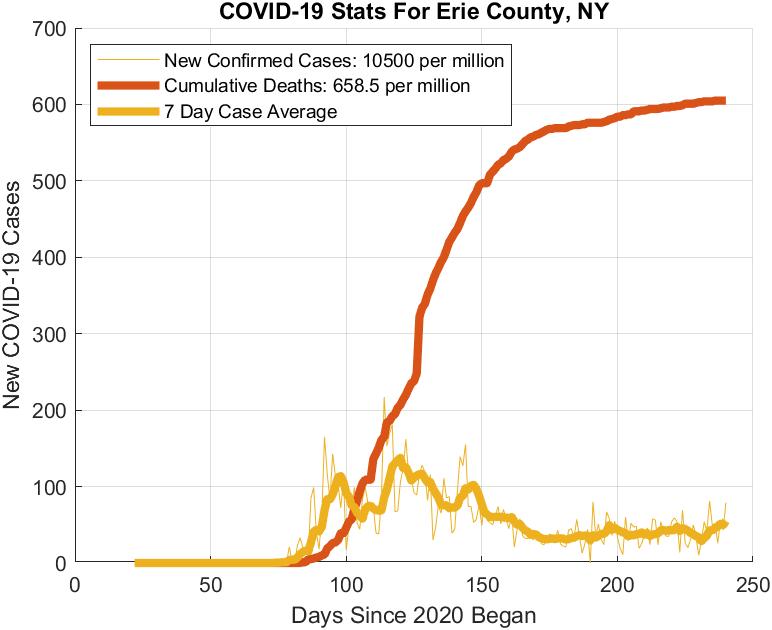 COVID-19 Stats For Erie County, NY
700
600
500
400
300
200
100
0
New COVID-19 Cases
New Confirmed Cases: 10500 per million
Cumulative Deaths: 658.5 per million
7 Day Case Average
0 50 100 150 200 250
Days Since 2020 Began